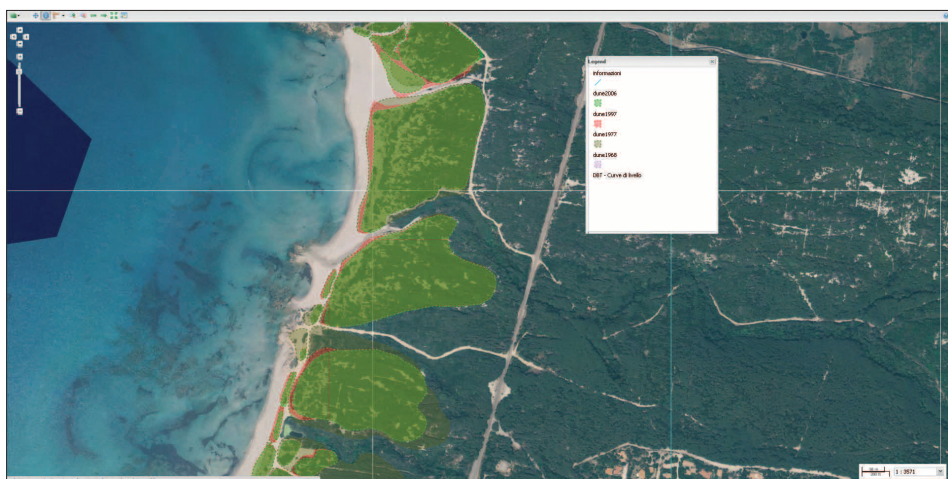 Legend
Informazioni
dune2006
dune1997
dune1977
dune1968
DBT - Curve di livello
1 : 3571